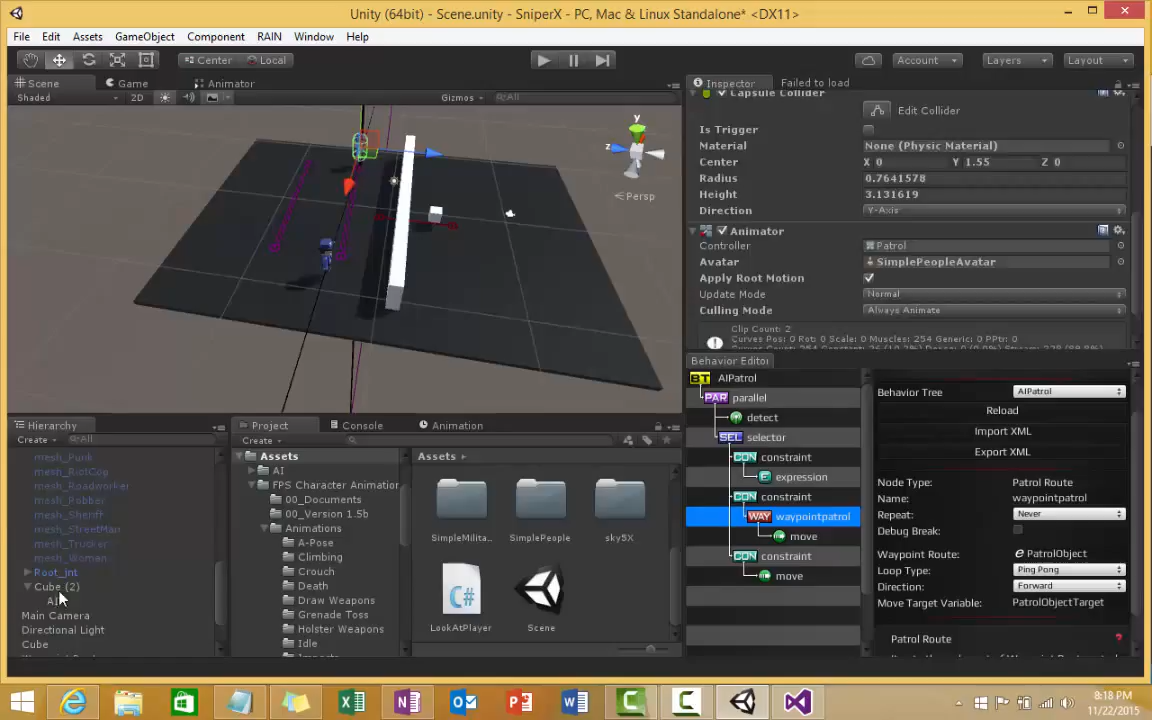 Unity (64bit) - Scene.unity - SniperX - PC, Mac & Linux Standalone* <DX11>
File Edit Assets GameObject Component RAIN Window Help
Center Local Account Layers Layout
Scene Game Animator
Shaded 2D Gizmos All
y
z
Persp
Inspector Failed to load
Capsule Collider
Edit Collider
Is Trigger
Material None (Physic Material)
Center X 0 Y 1.55 Z 0
Radius 0.7641578
Height 3.131619
Direction Y-Axis
Animator
Controller Patrol
Avatar SimplePeopleAvatar
Apply Root Motion
Update Mode Normal
Culling Mode Always Animate
Clip Count: 2
Curves Pos: 0 Rot: 0 Scale: 0 Muscles: 254 Generic: 0 PPtr: 0
Behavior Editor
BT AIPatrol
PAR parallel
detect
SEL selector
CON constraint
E expression
CON constraint
WAY waypointpatrol
move
CON constraint
move
Behavior Tree AIPatrol
Reload
Import XML
Export XML
Node Type: Patrol Route
Name: waypointpatrol
Repeat: Never
Debug Break:
Waypoint Route: e PatrolObject
Loop Type: Ping Pong
Direction: Forward
Move Target Variable: PatrolObjectTarget
Patrol Route
Hierarchy
Create All
mesh_Punk
mesh_RiotCop
mesh_Roadworker
mesh_Robber
mesh_Sheriff
mesh_StreetMan
mesh_Trucker
mesh_Women
Root_jnt
Cube (2)
Main Camera
Directional Light
Cube
Project Console Animation
Create
Assets
AI
FPS Character Animation
00_Documents
00_Version 1.5b
Animations
A-Pose
Climbing
Crouch
Death
Draw Weapons
Grenade Toss
Holster Weapons
Idle
Assets
SimpleMilita... SimplePeople sky5X
C#
LookAtPlayer Scene
8:18 PM
11/22/2015